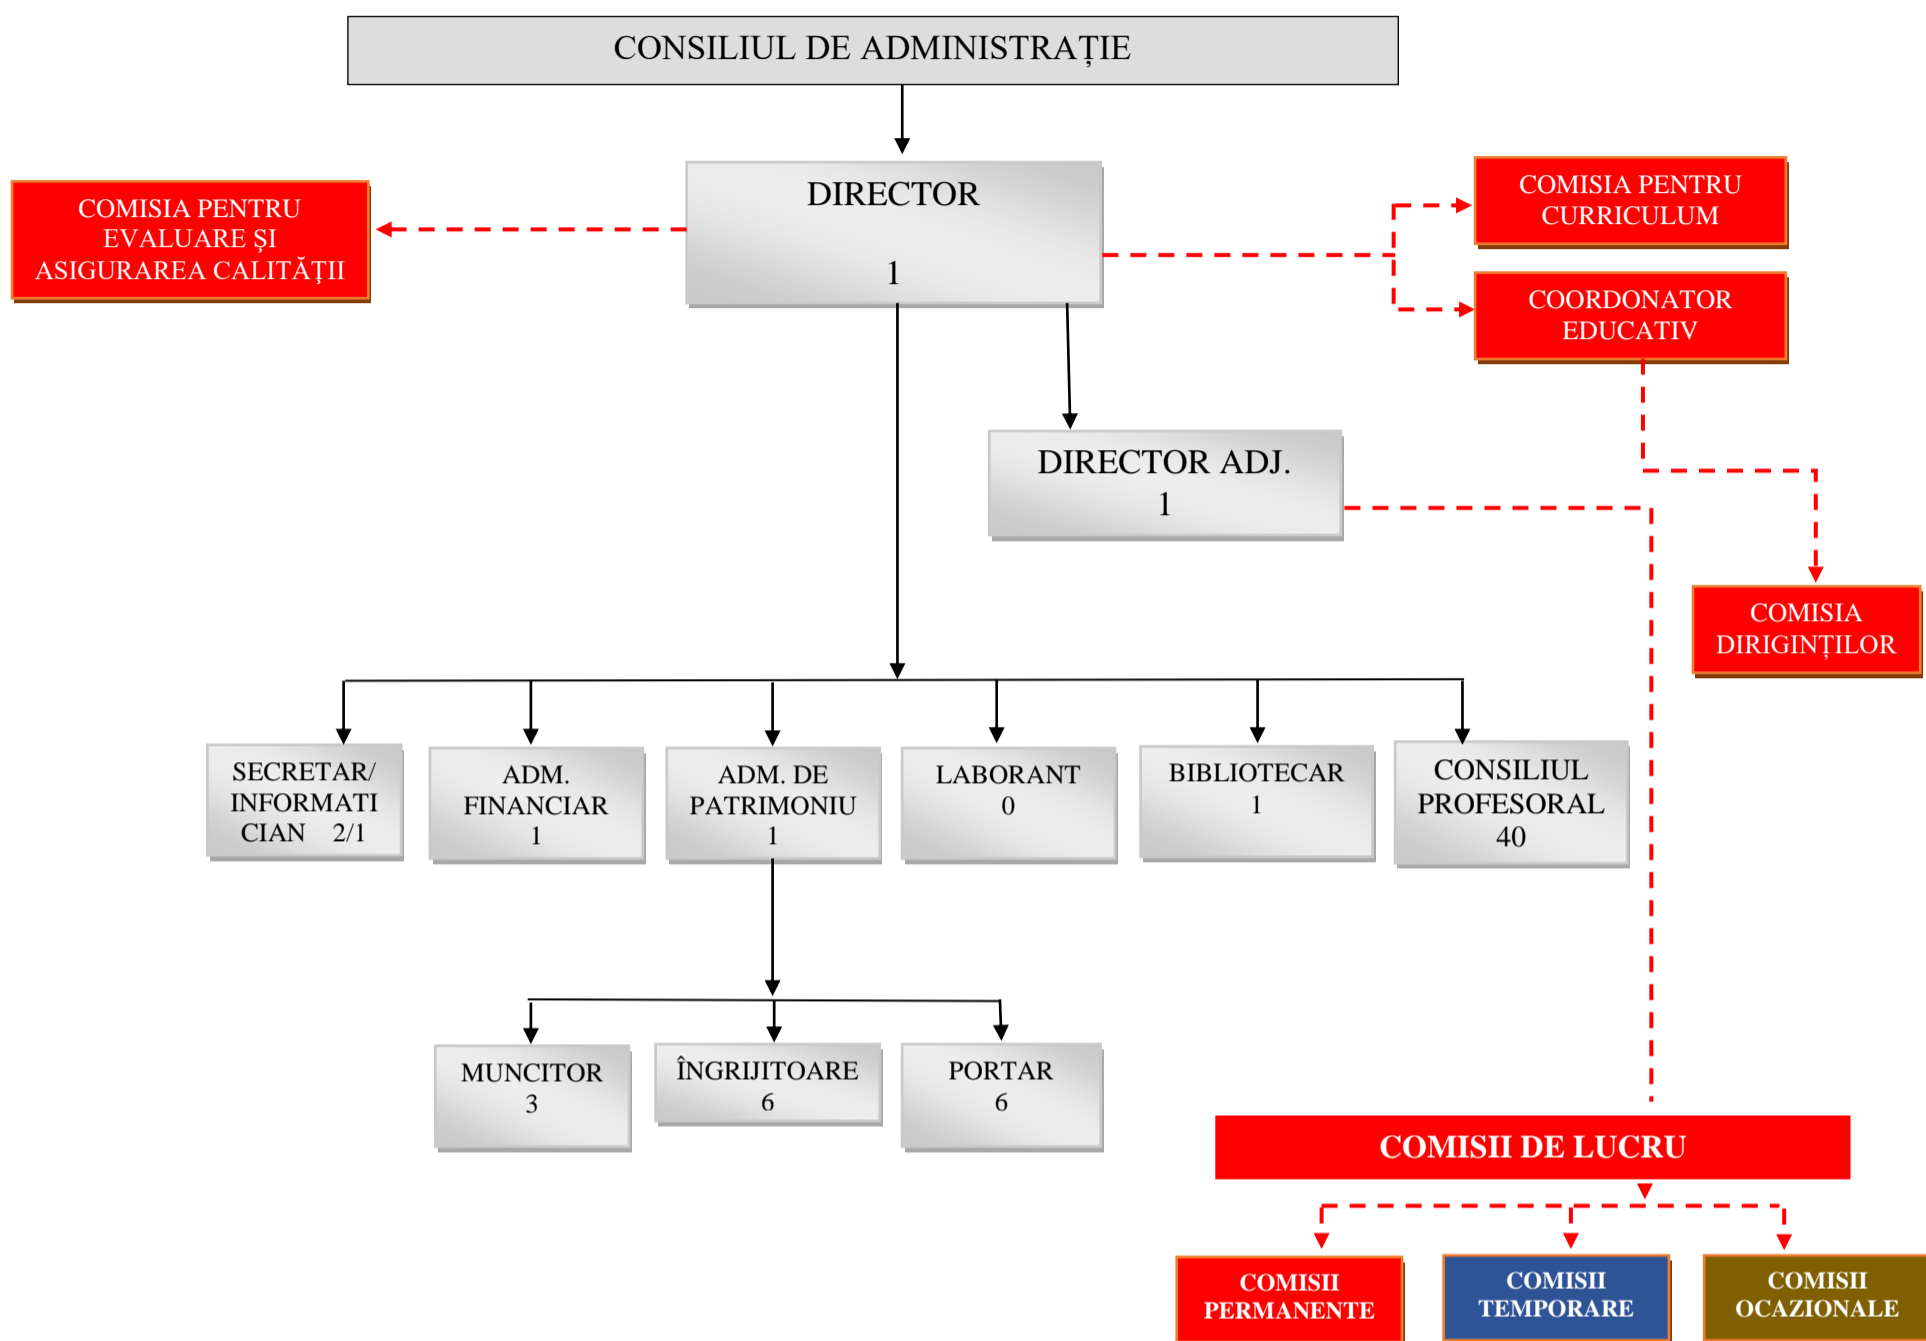 CONSILIUL DE ADMINISTRAȚIE
DIRECTOR
1
COMISIA PENTRU
EVALUARE ŞI
ASIGURAREA CALITĂŢII
COMISIA PENTRU
CURRICULUM
COORDONATOR
EDUCATIV
DIRECTOR ADJ.
1
COMISIA
DIRIGINȚILOR
SECRETAR/
INFORMATI
CIAN 2/1
ADM.
FINANCIAR
1
ADM. DE
PATRIMONIU
1
LABORANT
0
BIBLIOTECAR
1
CONSILIUL
PROFESORAL
40
MUNCITOR
3
ÎNGRIJITOARE
6
PORTAR
6
COMISII DE LUCRU
COMISII
PERMANENTE
COMISII
TEMPORARE
COMISII
OCAZIONALE